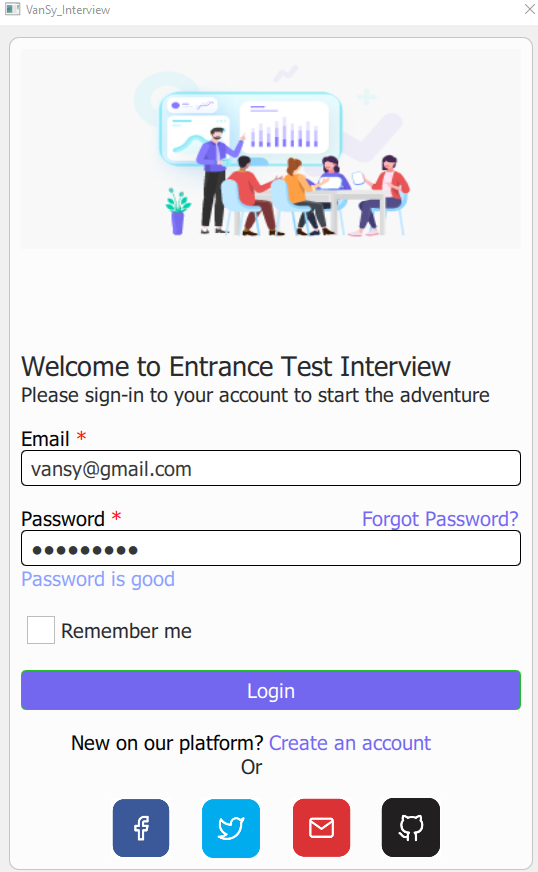 VanSy_Interview
Welcome to Entrance Test Interview
Please sign-in to your account to start the adventure
Email *
vansy@gmail.com
Password * Forgot Password?
●●●●●●●●●
Password is good
Remember me
Login
New on our platform? Create an account
Or